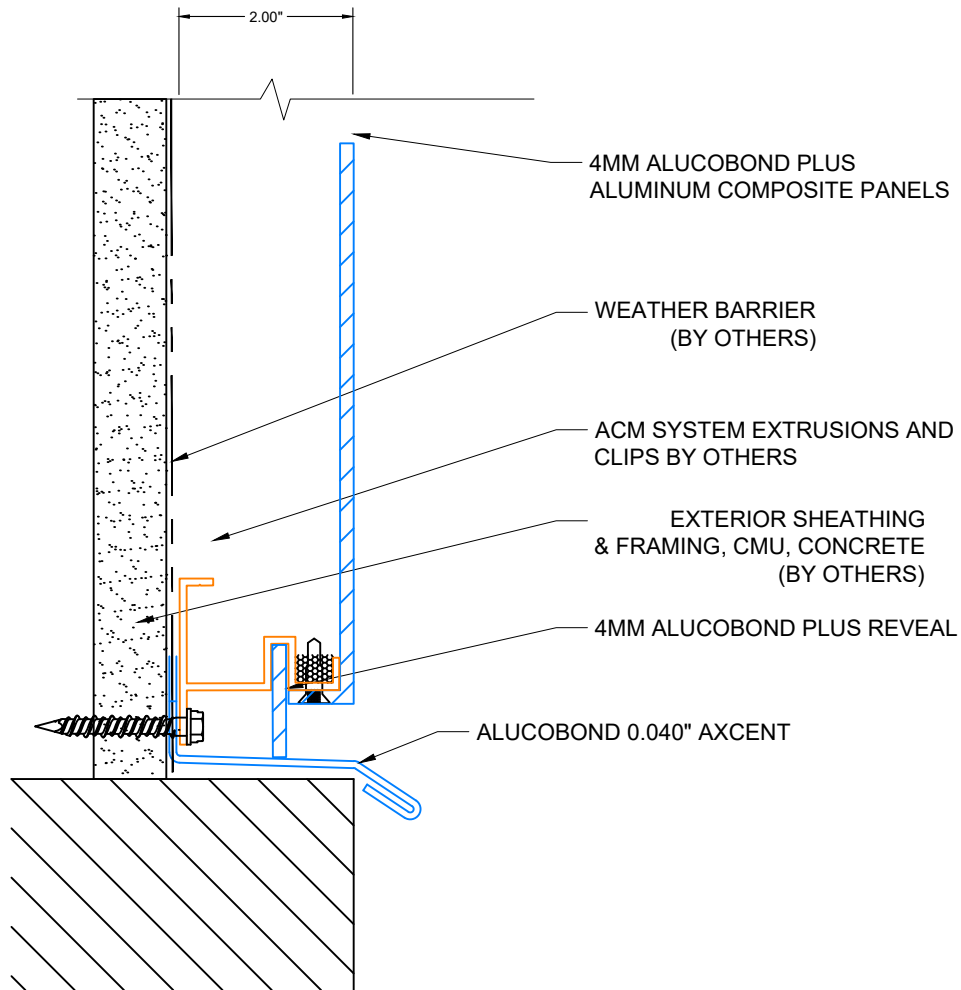 2.00"
4MM ALUCOBOND PLUS
ALUMINUM COMPOSITE PANELS
WEATHER BARRIER
(BY OTHERS)
ACM SYSTEM EXTRUSIONS AND
CLIPS BY OTHERS
EXTERIOR SHEATHING
& FRAMING, CMU, CONCRETE
(BY OTHERS)
4MM ALUCOBOND PLUS REVEAL
ALUCOBOND 0.040" AXCENT